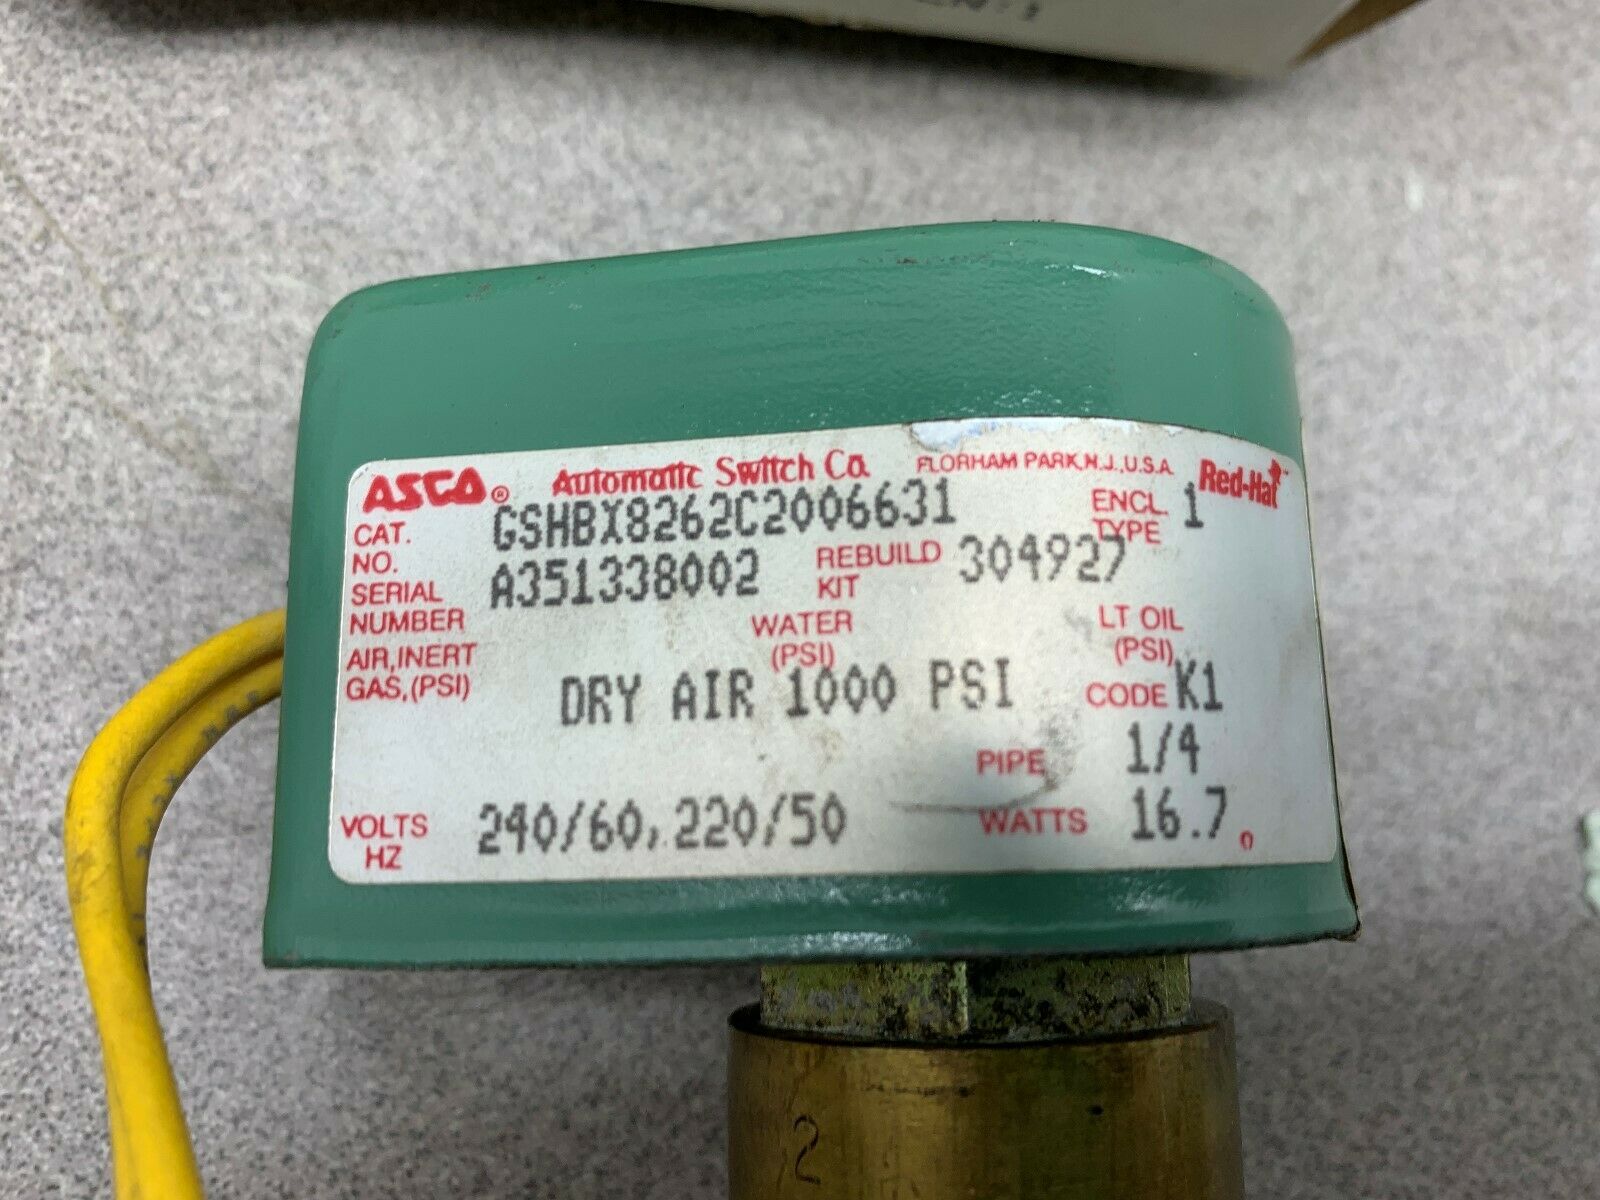 ASCO® Automatic Switch Co. FLORHAM PARK, N.J., U.S.A. Red-Hat
CAT. NO. GSHBX8262C2006631 ENCL. TYPE 1
SERIAL NUMBER A351338002 REBUILD KIT 304927
AIR, INERT GAS, (PSI) WATER (PSI) LT OIL (PSI)
DRY AIR 1000 PSI CODE K1
PIPE 1/4
VOLTS HZ 240/60, 220/50 WATTS 16.7
2